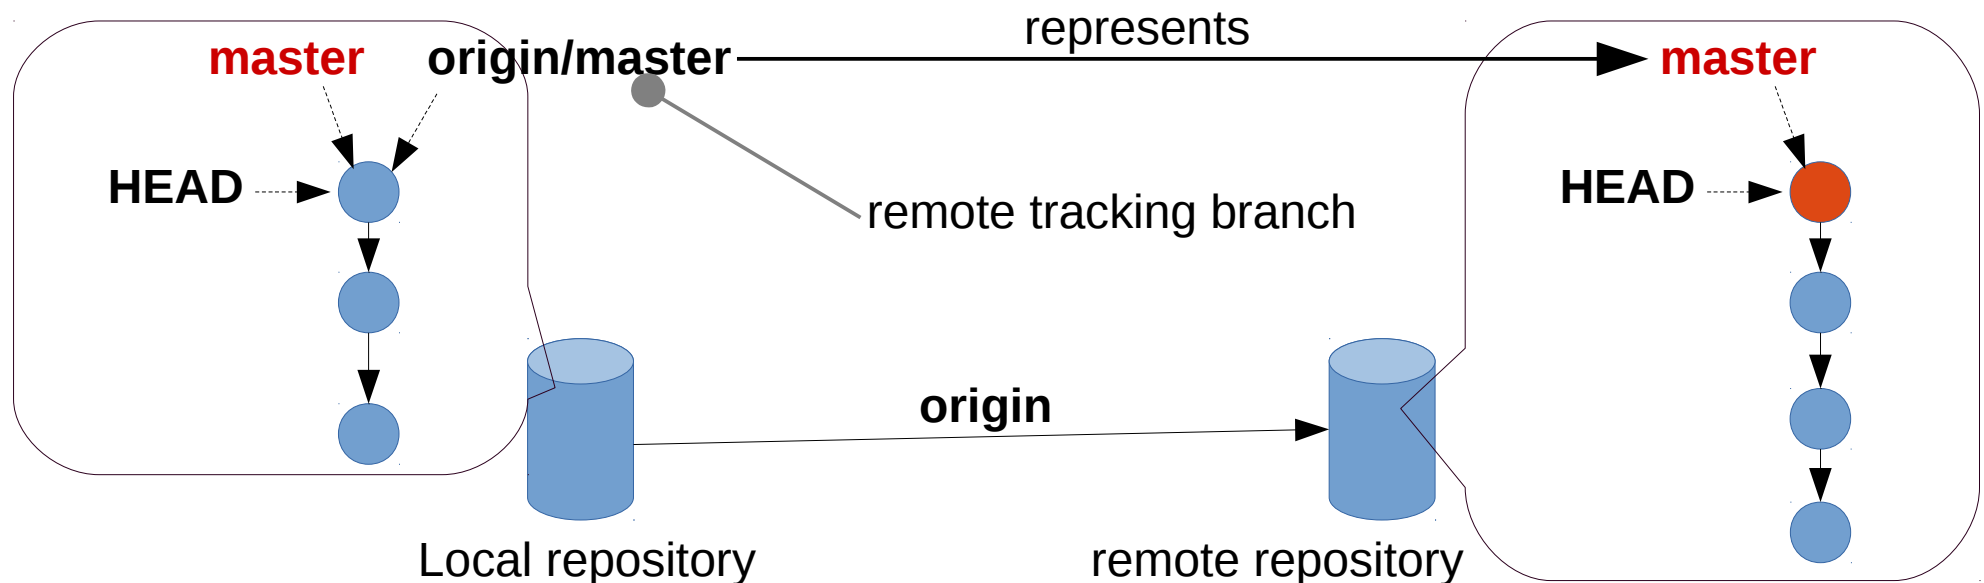 represents
master
origin/master
master
HEAD
HEAD
remote tracking branch
origin
Local repository
remote repository